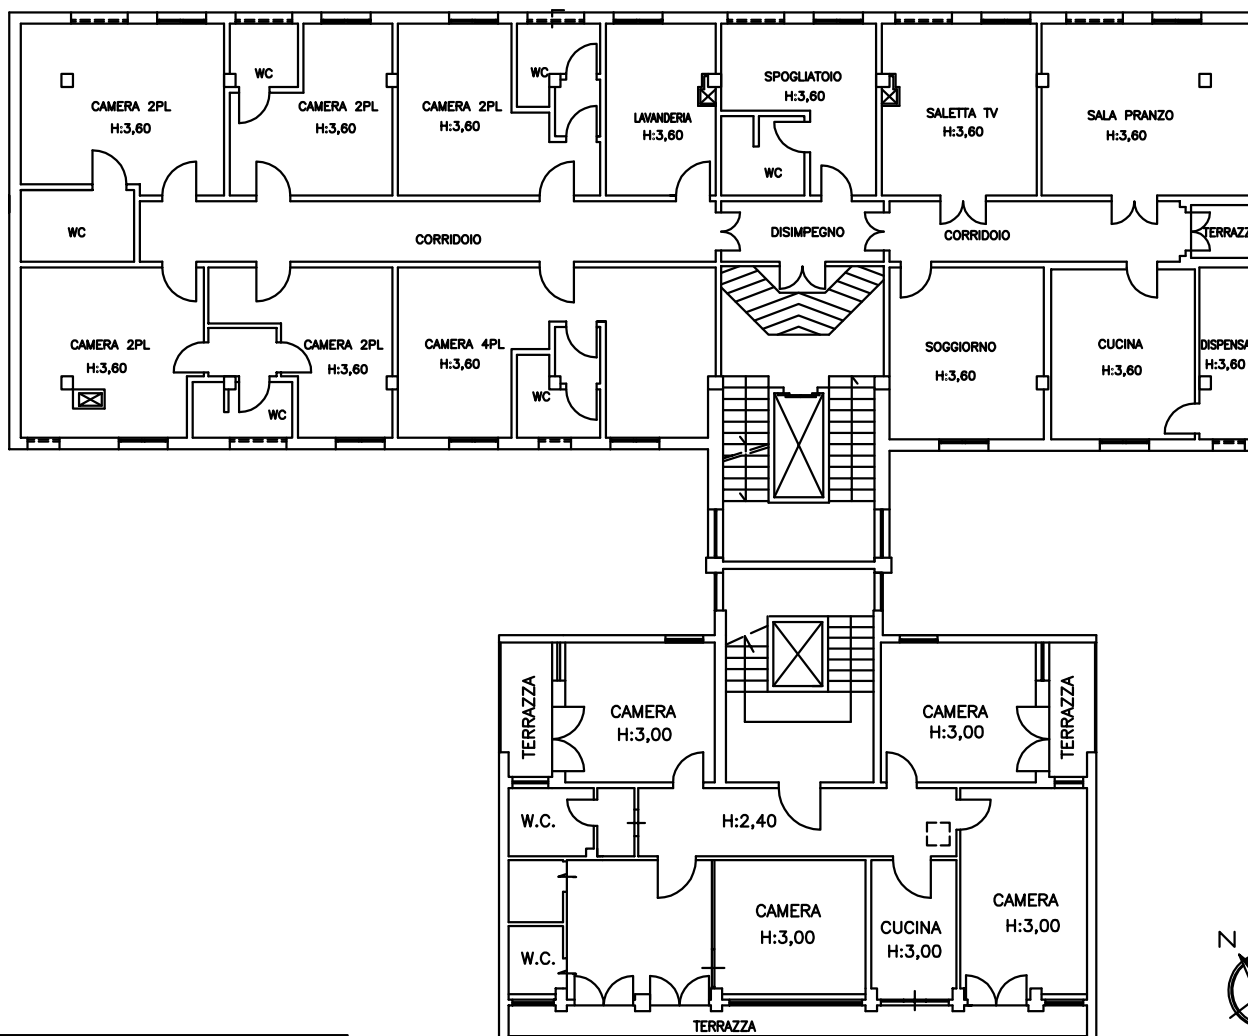 WC
CAMERA 2PL
H:3,60
CAMERA 2PL
H:3,60
CAMERA 2PL
H:3,60
WC
LAVANDERIA
H:3,60
SPOGLIATOIO
H:3,60
WC
SALETTA TV
H:3,60
SALA PRANZO
H:3,60
WC
CORRIDOIO
DISIMPEGNO
CORRIDOIO
TERRAZZ
CAMERA 2PL
H:3,60
CAMERA 2PL
H:3,60
WC
CAMERA 4PL
H:3,60
WC
SOGGIORNO
H:3,60
CUCINA
H:3,60
DISPENSA
H:3,60
TERRAZZA
CAMERA
H:3,00
CAMERA
H:3,00
TERRAZZA
W.C.
H:2,40
CAMERA
H:3,00
CUCINA
H:3,00
CAMERA
H:3,00
W.C.
N
TERRAZZA